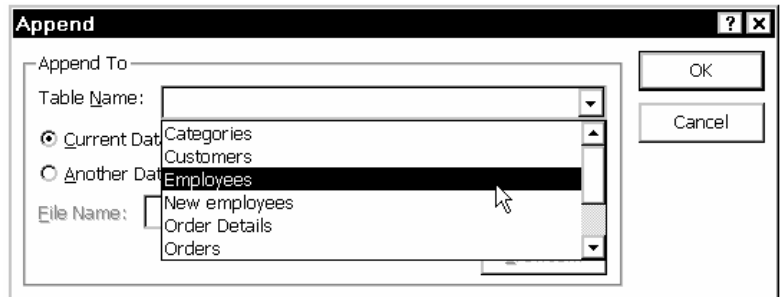 Append
Append To
Table Name:
OK
Cancel
Current Dat
Another Dat
File Name:
Categories
Customers
Employees
New employees
Order Details
Orders